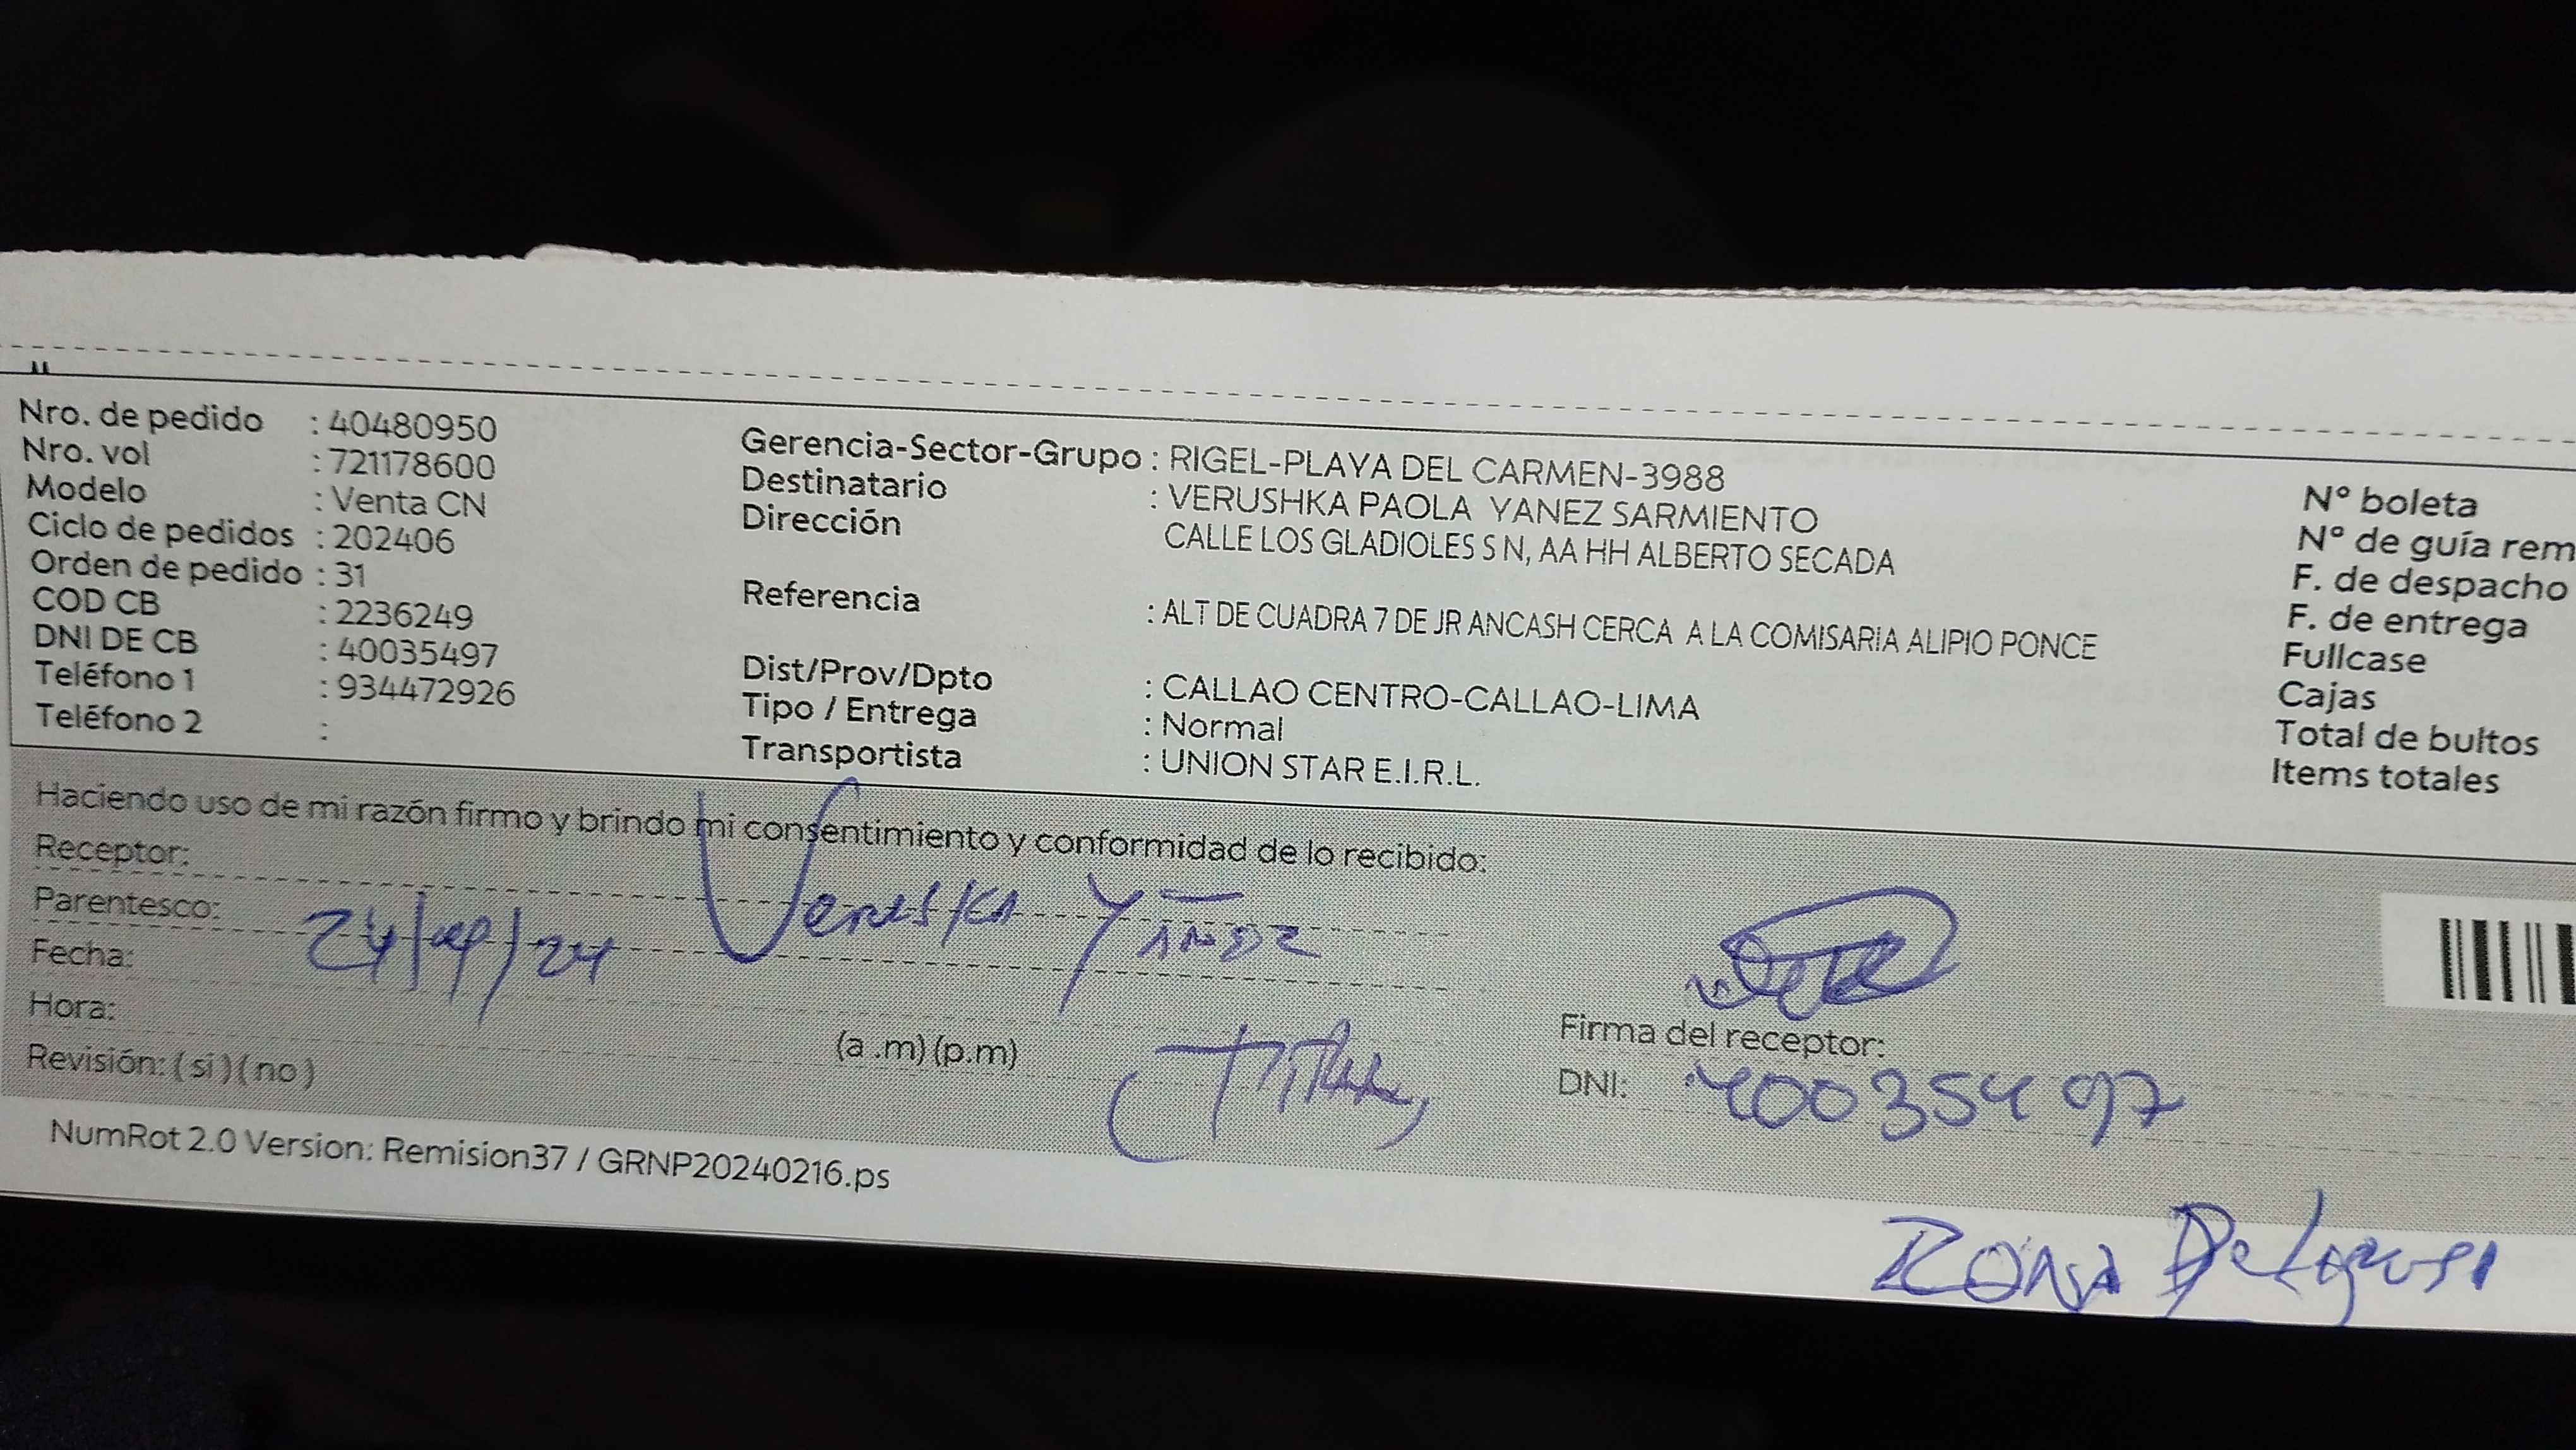 Nro. de pedido : 40480950
Nro. vol : 721178600
Modelo : Venta CN
Ciclo de pedidos : 202406
Orden de pedido : 31
COD CB : 2236249
DNI DE CB : 40035497
Teléfono 1 : 934472926
Teléfono 2 :
Gerencia-Sector-Grupo : RIGEL-PLAYA DEL CARMEN-3988
Destinatario : VERUSHKA PAOLA YANEZ SARMIENTO
Dirección CALLE LOS GLADIOLES S N, AA HH ALBERTO SECADA
Referencia : ALT DE CUADRA 7 DE JR ANCASH CERCA A LA COMISARIA ALIPIO PONCE
Dist/Prov/Dpto : CALLAO CENTRO-CALLAO-LIMA
Tipo / Entrega : Normal
Transportista : UNION STAR E.I.R.L.
N° boleta
N° de guía rem
F. de despacho
F. de entrega
Fullcase
Cajas
Total de bultos
Items totales
Haciendo uso de mi razón firmo y brindo mi consentimiento y conformidad de lo recibido:
Receptor:
Parentesco:
Fecha: 24/04/24
Hora: (a .m) (p.m)
Revisión: ( si ) ( no )
(Titular)
Firma del receptor:
DNI: 40035497
NumRot 2.0 Version: Remision37 / GRNP20240216.ps
Zona Peligrosa